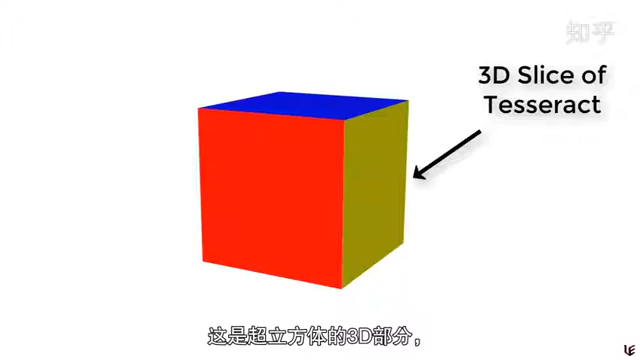 知乎
3D Slice of
Tesseract
这是超立方体的3D部分,